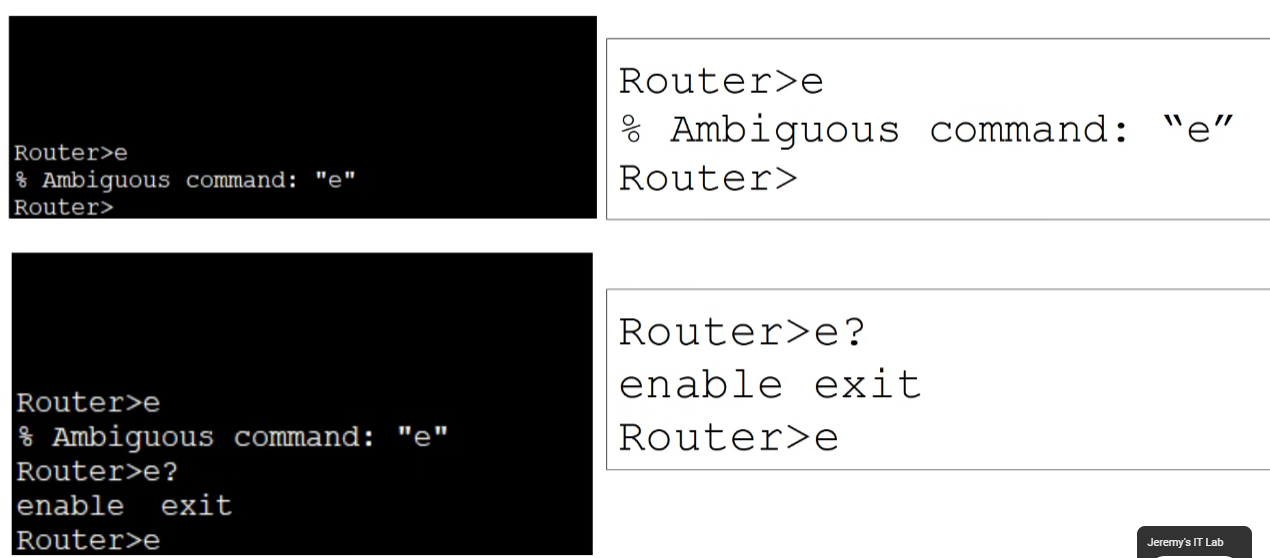 Router>e
% Ambiguous command: "e"
Router>
Router>e
% Ambiguous command: “e”
Router>
Router>e
% Ambiguous command: "e"
Router>e?
enable  exit
Router>e
Router>e?
enable exit
Router>e
Jeremy's IT Lab